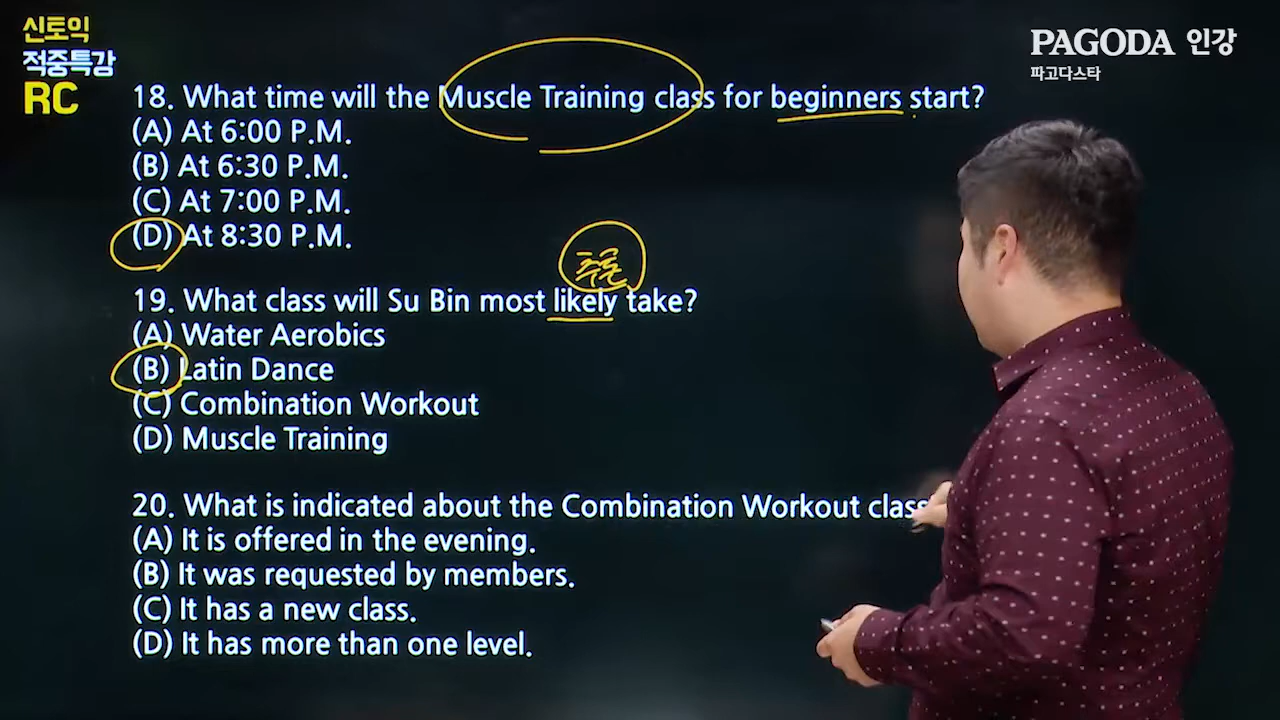 신토익
적중특강
RC
PAGODA 인강
파고다스타
18. What time will the Muscle Training class for beginners start?
(A) At 6:00 P.M.
(B) At 6:30 P.M.
(C) At 7:00 P.M.
(D) At 8:30 P.M.
추론
19. What class will Su Bin most likely take?
(A) Water Aerobics
(B) Latin Dance
(C) Combination Workout
(D) Muscle Training
20. What is indicated about the Combination Workout class
(A) It is offered in the evening.
(B) It was requested by members.
(C) It has a new class.
(D) It has more than one level.